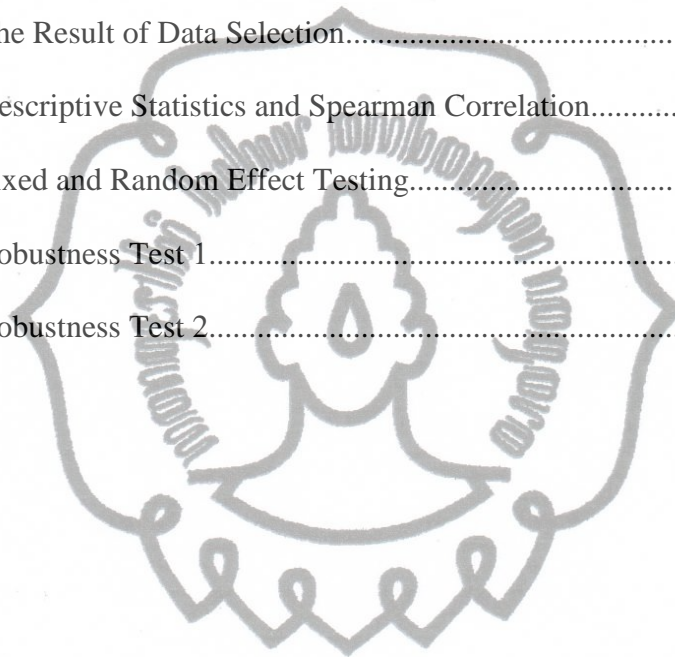 he Result of Data Selection......................................................
escriptive Statistics and Spearman Correlation.............
ixed and Random Effect Testing...........................................
obustness Test 1.............................................................................
obustness Test 2.............................................................................